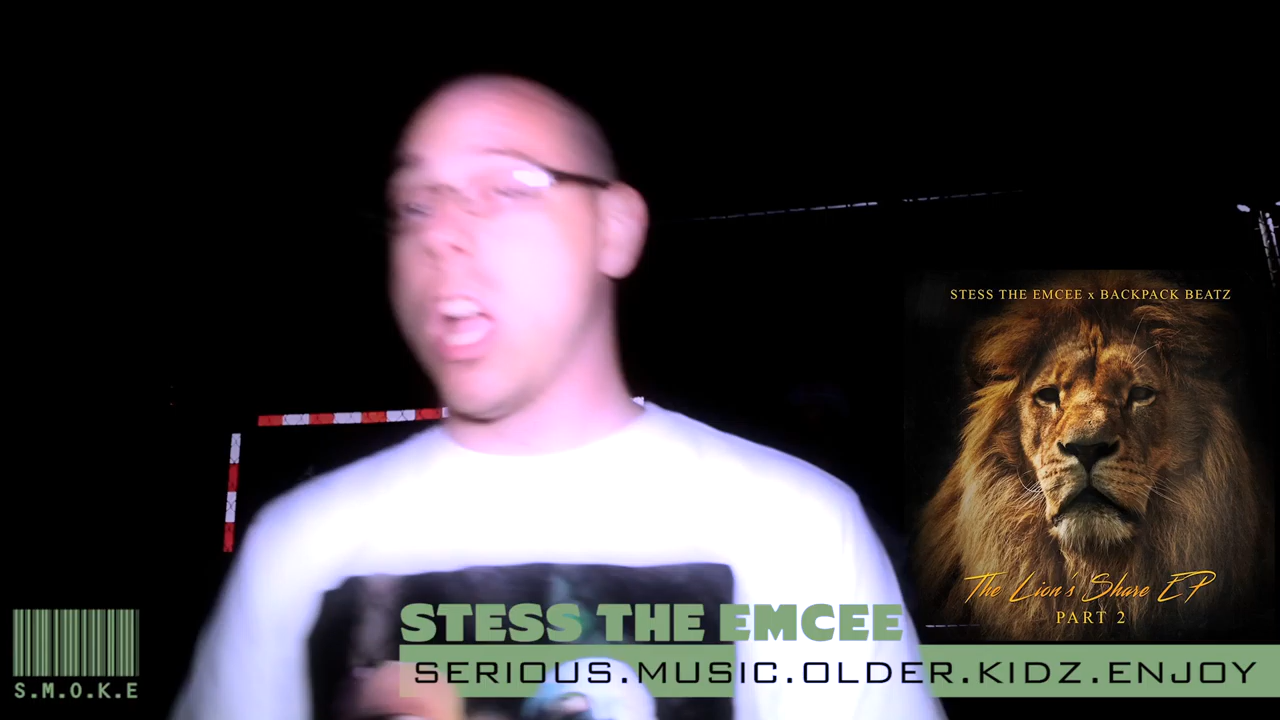 STESS THE EMCEE x BACKPACK BEATZ
The Lion's Share EP
PART 2
STESS THE EMCEE
SERIOUS.MUSIC.OLDER.KIDZ.ENJOY
S.M.O.K.E